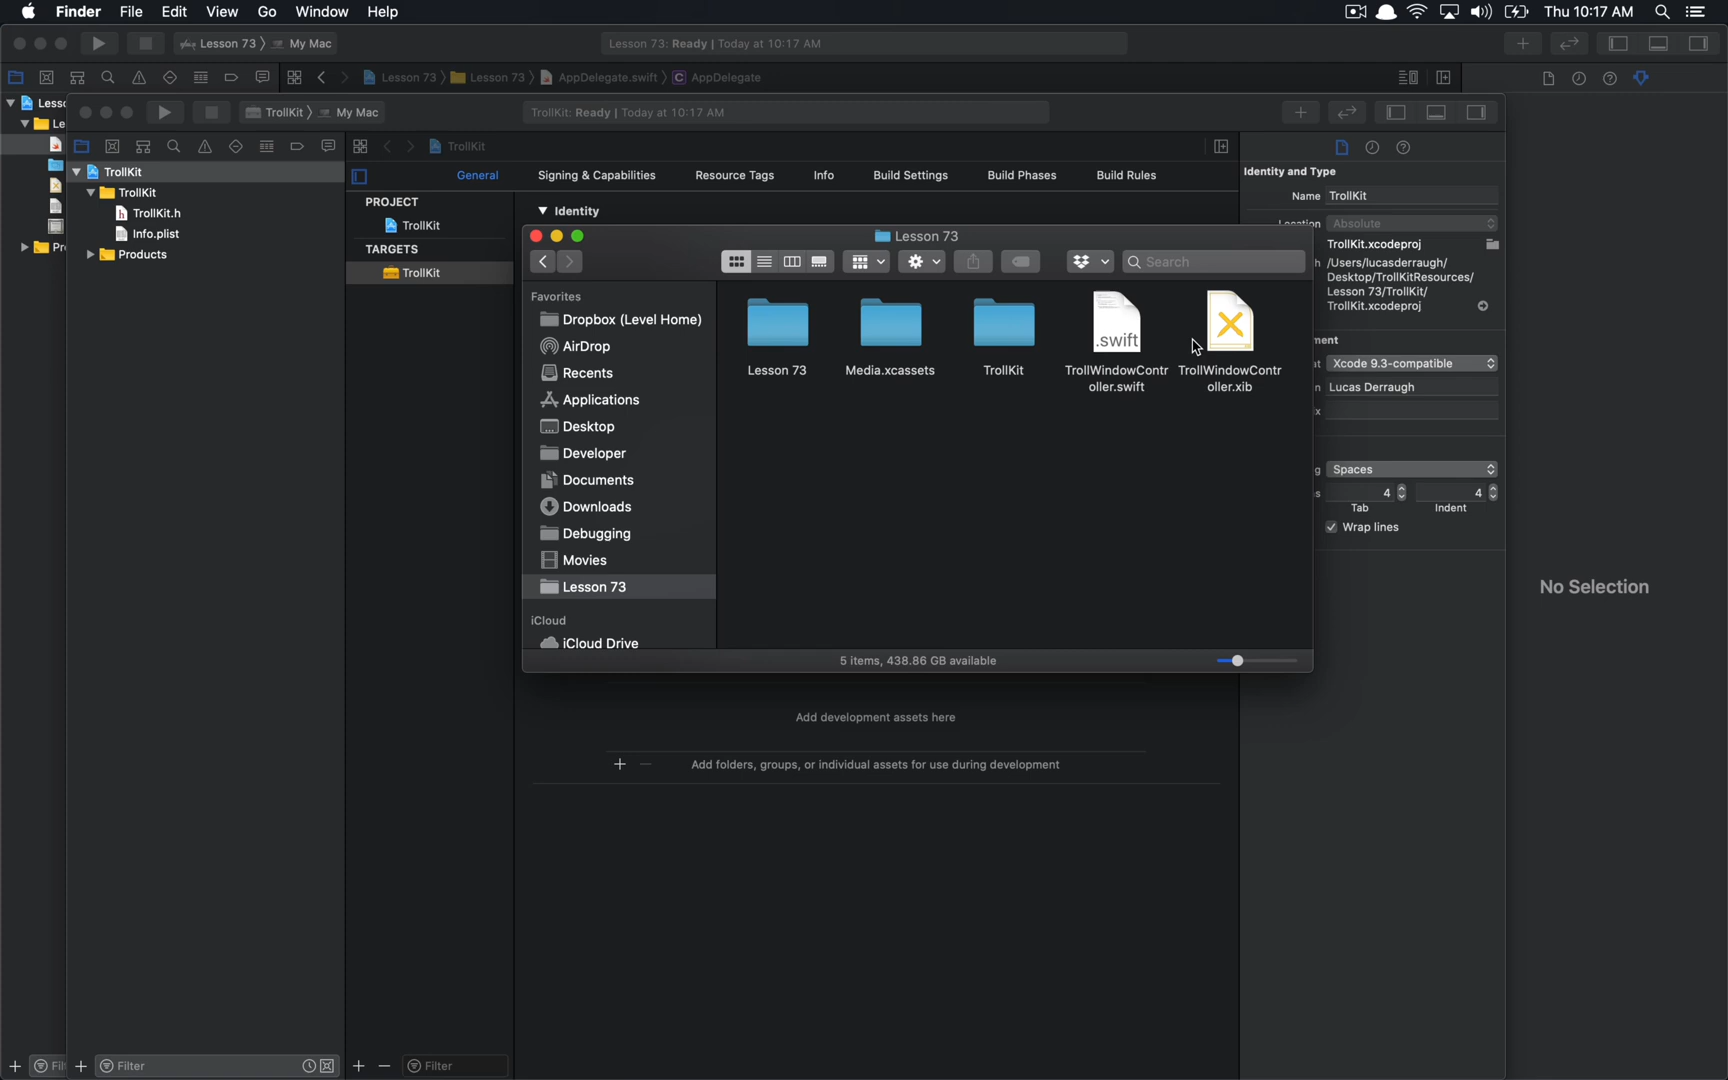 Finder File Edit View Go Window Help
Thu 10:17 AM
Lesson 73 My Mac
Lesson 73: Ready | Today at 10:17 AM
Lesson 73 Lesson 73 AppDelegate.swift C AppDelegate
TrollKit My Mac
TrollKit: Ready | Today at 10:17 AM
TrollKit
TrollKit
TrollKit
h TrollKit.h
Info.plist
Products
General Signing & Capabilities Resource Tags Info Build Settings Build Phases Build Rules
PROJECT
TrollKit
TARGETS
TrollKit
Identity
Identity and Type
Name TrollKit
Location Absolute
TrollKit.xcodeproj
/Users/lucasderraugh/
Desktop/TrollKitResources/
Lesson 73/TrollKit/
TrollKit.xcodeproj
Xcode 9.3-compatible
Lucas Derraugh
Spaces
4 4
Tab Indent
Wrap lines
No Selection
Lesson 73
Search
Favorites
Dropbox (Level Home)
AirDrop
Recents
Applications
Desktop
Developer
Documents
Downloads
Debugging
Movies
Lesson 73
iCloud
iCloud Drive
Lesson 73
Media.xcassets
TrollKit
.swift
TrollWindowContr
oller.swift
TrollWindowContr
oller.xib
5 items, 438.86 GB available
Add development assets here
Add folders, groups, or individual assets for use during development
Filter
Filter